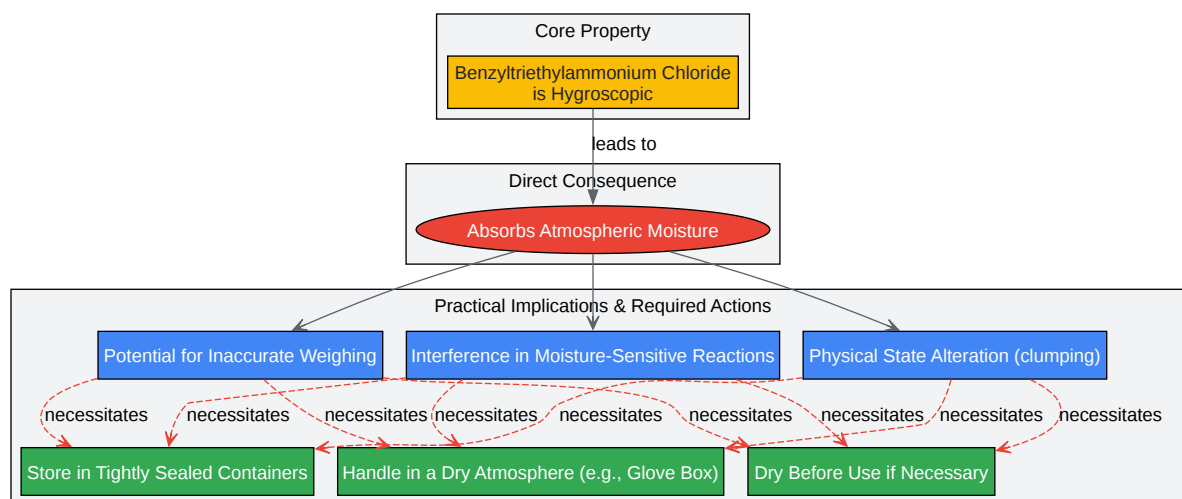 Core Property
Benzyltriethylammonium Chloride
is Hygroscopic
leads to
Direct Consequence
Absorbs Atmospheric Moisture
Practical Implications & Required Actions
Potential for Inaccurate Weighing
Interference in Moisture-Sensitive Reactions
Physical State Alteration (clumping)
necessitates
necessitates
necessitates
necessitates
necessitates
necessitates
necessitates
necessitates
Store in Tightly Sealed Containers
Handle in a Dry Atmosphere (e.g., Glove Box)
Dry Before Use if Necessary